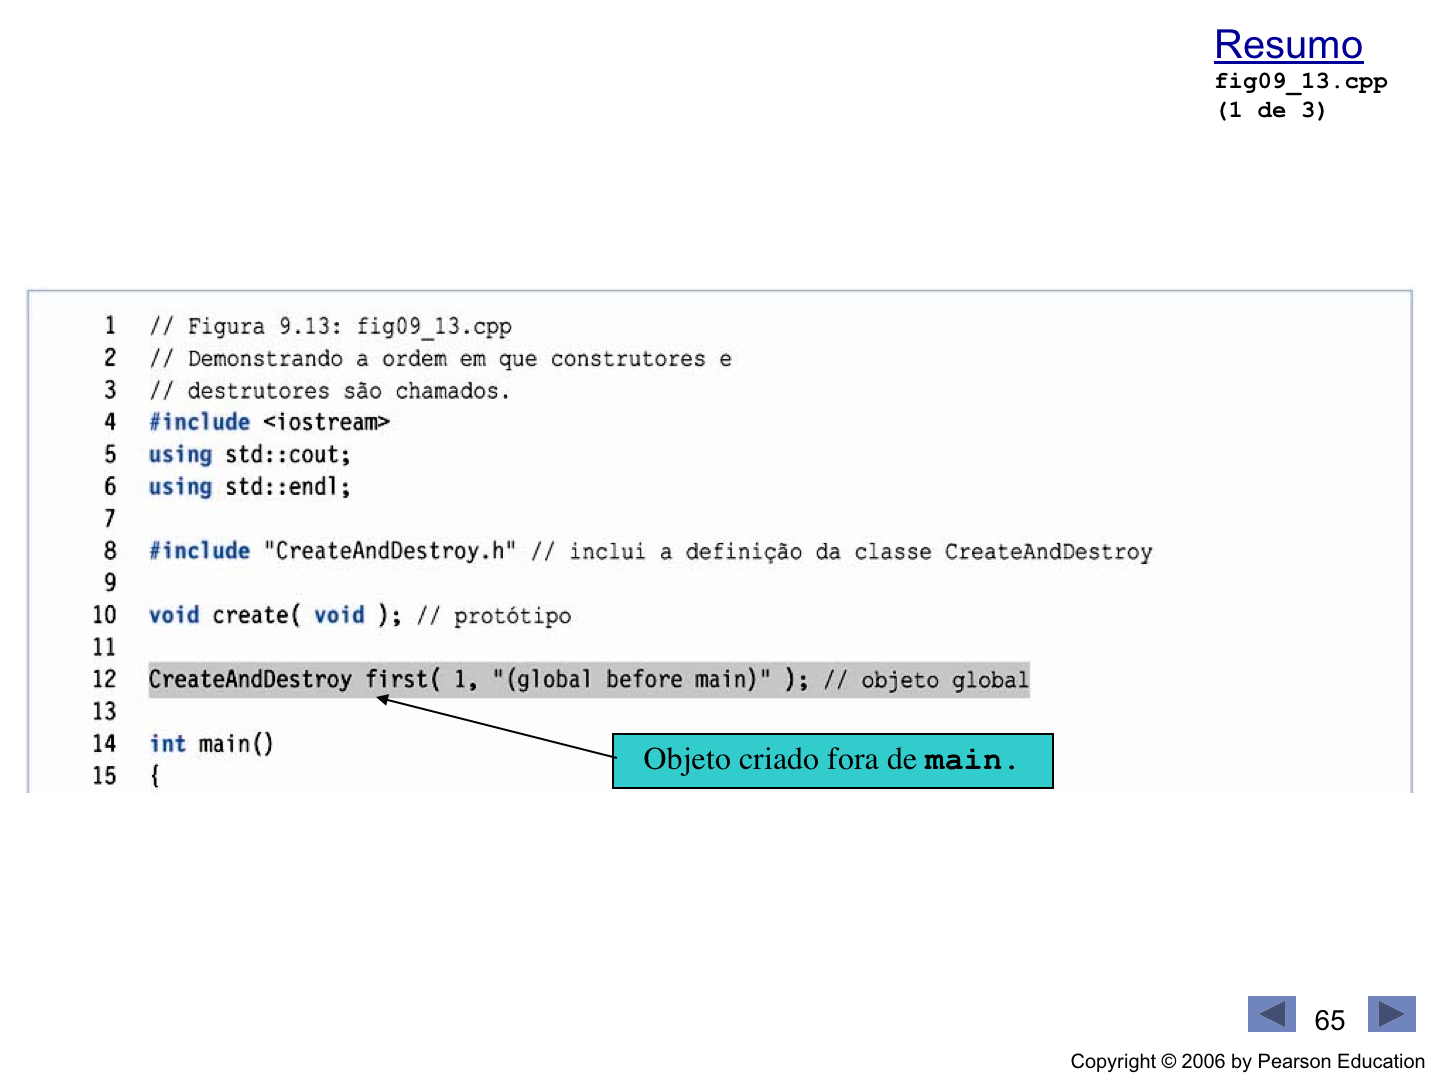 Resumo
fig09_13.cpp
(1 de 3)
1 // Figura 9.13: fig09_13.cpp
2 // Demonstrando a ordem em que construtores e
3 // destrutores são chamados.
4 #include <iostream>
5 using std::cout;
6 using std::endl;
7
8 #include "CreateAndDestroy.h" // inclui a definição da classe CreateAndDestroy
9
10 void create( void ); // protótipo
11
12 CreateAndDestroy first( 1, "(global before main)" ); // objeto global
13
14 int main()
15 {
Objeto criado fora de main.
65
Copyright © 2006 by Pearson Education